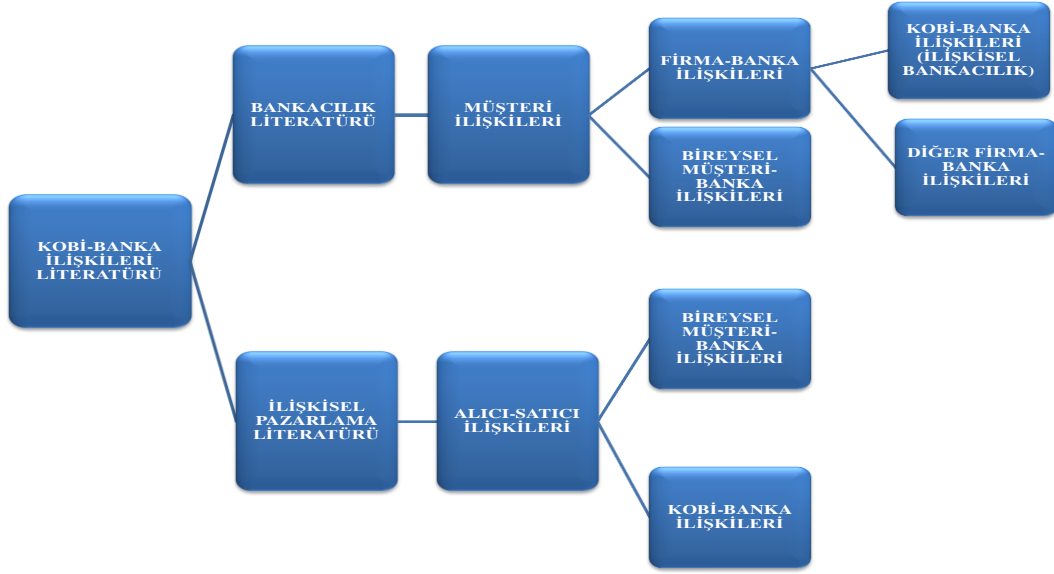 KOBİ-BANKA
İLİŞKİLERİ
LİTERATÜRÜ
BANKACILIK
LİTERATÜRÜ
MÜŞTERİ
İLİŞKİLERİ
FİRMA-BANKA
İLİŞKİLERİ
KOBİ-BANKA
İLİŞKİLERİ
(İLİŞKİSEL
BANKACILIK)
DİĞER FİRMA-
BANKA
İLİŞKİLERİ
BİREYSEL
MÜŞTERİ-
BANKA
İLİŞKİLERİ
İLİŞKİSEL
PAZARLAMA
LİTERATÜRÜ
ALICI-SATICI
İLİŞKİLERİ
BİREYSEL
MÜŞTERİ-
BANKA
İLİŞKİLERİ
KOBİ-BANKA
İLİŞKİLERİ